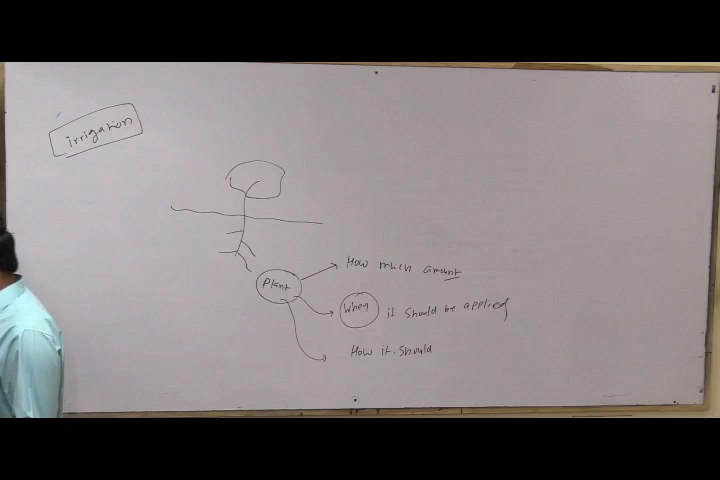 irrigation
Plant
How much amount
When it should be applied
How it should